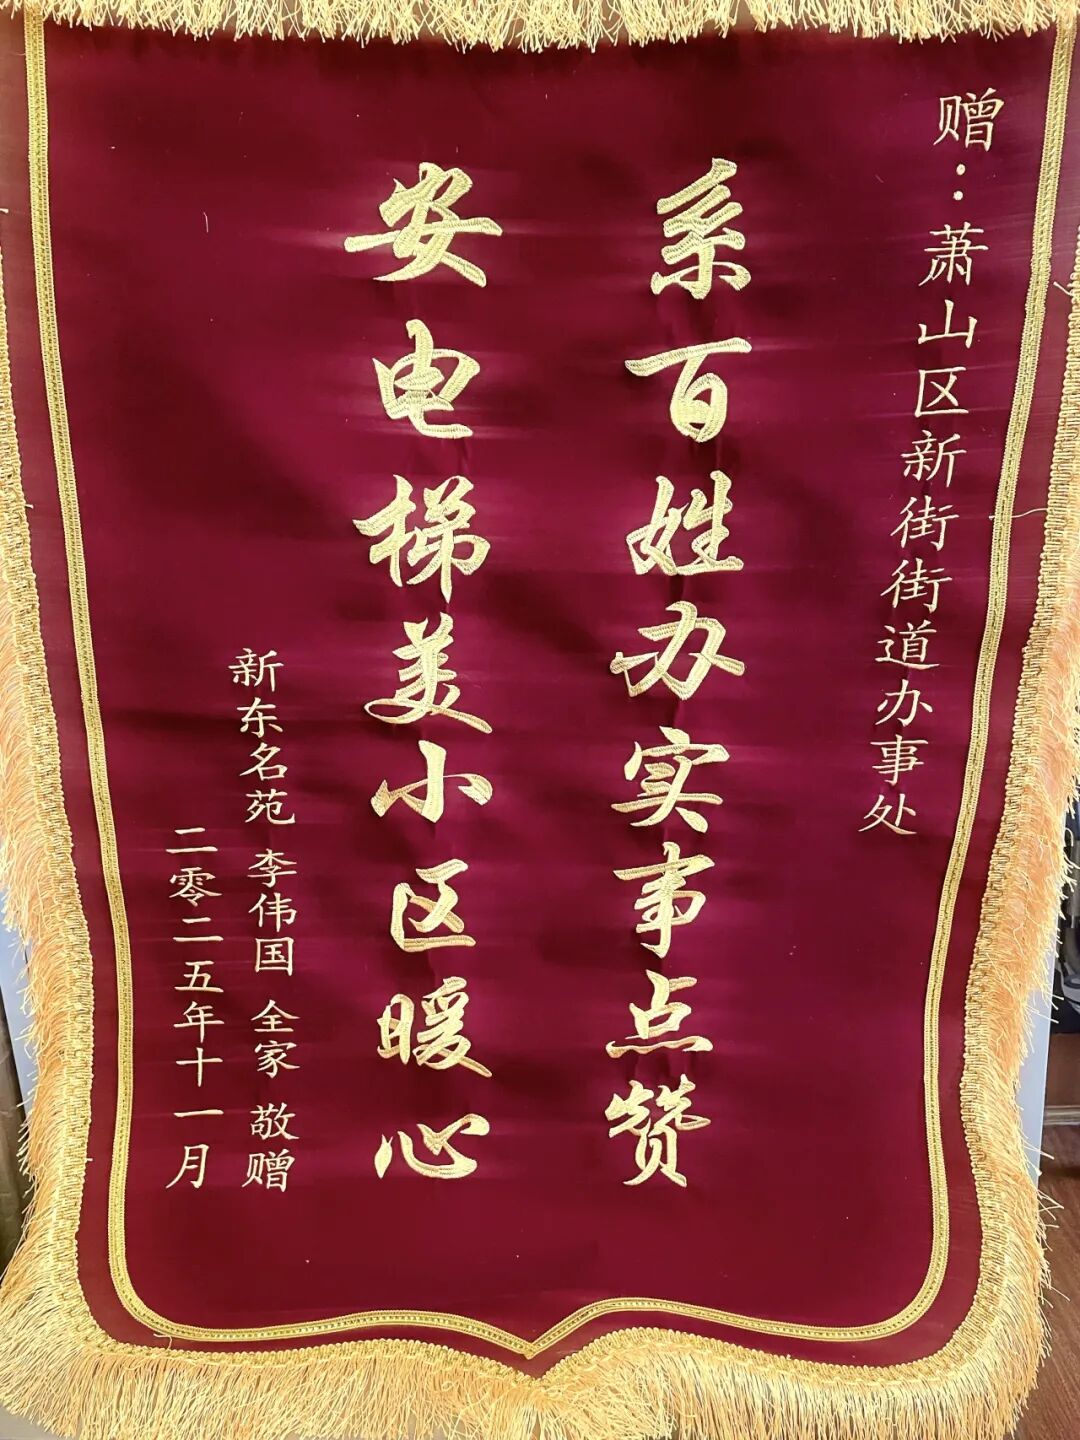 赠：萧山区新街街道办事处
系百姓办实事点赞
安电梯美小区暖心
新东名苑 李伟国 全家 敬赠
二零二五年十一月